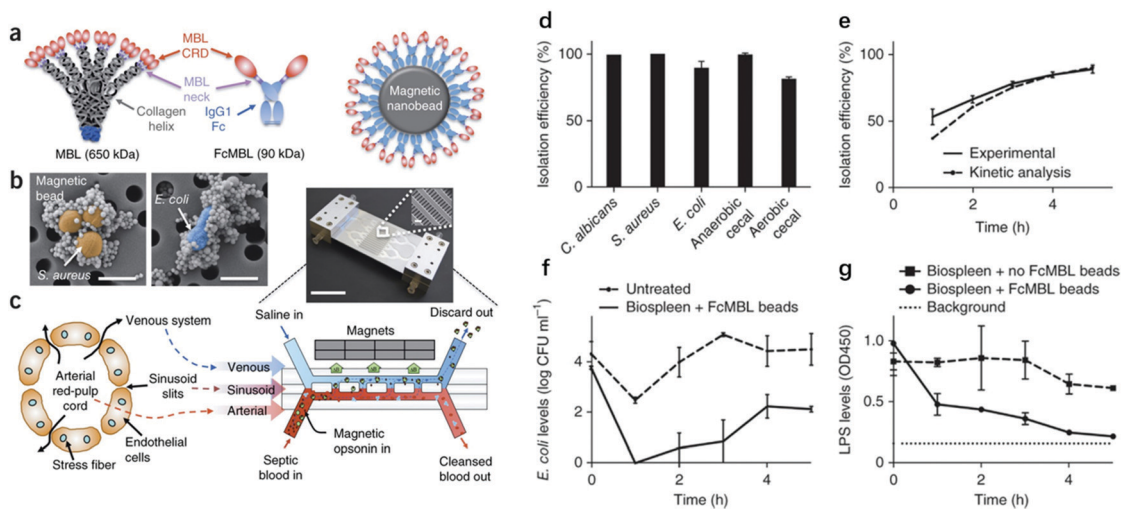 a
MBL
CRD
MBL
neck
Collagen
helix
IgG1
Fc
MBL (650 kDa)
FcMBL (90 kDa)
Magnetic
nanobead
b
Magnetic
bead
S. aureus
E. coli
c
Venous system
Arterial
red-pulp
cord
Sinusoid
slits
Endothelial
cells
Stress fiber
Saline in
Discard out
Magnets
Venous
Sinusoid
Arterial
Magnetic
opsonin in
Septic
blood in
Cleansed
blood out
d
Isolation efficiency (%)
100
50
0
C. albicans
S. aureus
E. coli
Anaerobic
cecal
Aerobic
cecal
e
Isolation efficiency (%)
100
50
0
Experimental
Kinetic analysis
2
4
Time (h)
f
Untreated
Biospleen + FcMBL beads
E. coli levels (log CFU ml⁻¹)
4
2
0
0
2
4
Time (h)
g
Biospleen + no FcMBL beads
Biospleen + FcMBL beads
Background
LPS levels (OD450)
1.0
0.5
0
0
2
4
Time (h)